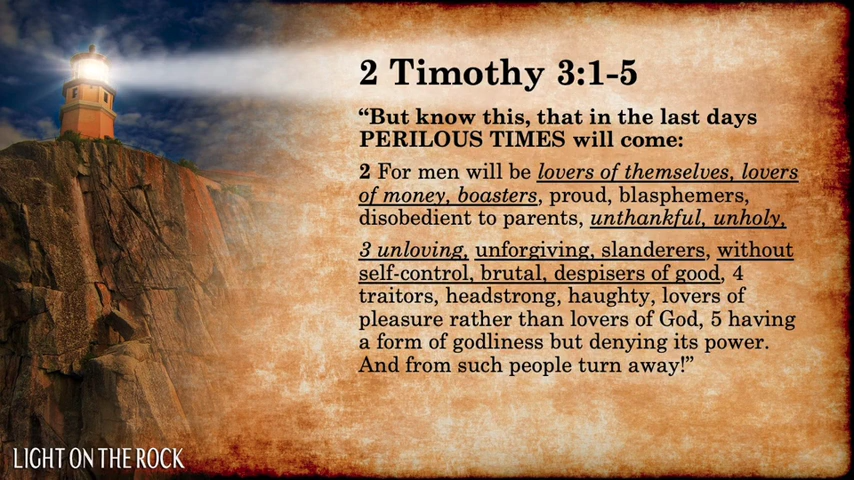 2 Timothy 3:1-5
“But know this, that in the last days
PERILOUS TIMES will come:
2 For men will be lovers of themselves, lovers
of money, boasters, proud, blasphemers,
disobedient to parents, unthankful, unholy,
3 unloving, unforgiving, slanderers, without
self-control, brutal, despisers of good, 4
traitors, headstrong, haughty, lovers of
pleasure rather than lovers of God, 5 having
a form of godliness but denying its power.
And from such people turn away!”
LIGHT ON THE ROCK